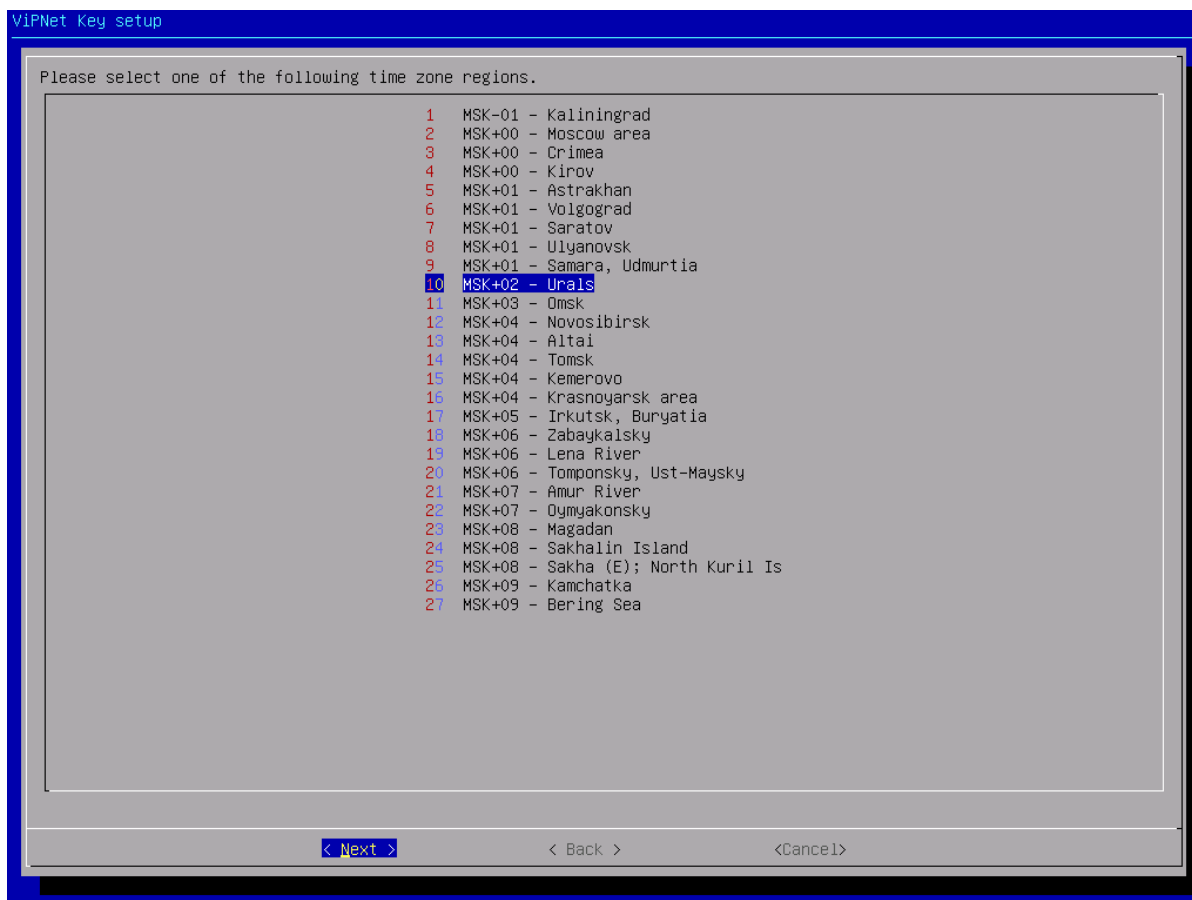 ViPNet Key setup
Please select one of the following time zone regions.
1 MSK-01 - Kaliningrad
2 MSK+00 - Moscow area
3 MSK+00 - Crimea
4 MSK+00 - Kirov
5 MSK+01 - Astrakhan
6 MSK+01 - Volgograd
7 MSK+01 - Saratov
8 MSK+01 - Ulyanovsk
9 MSK+01 - Samara, Udmurtia
10 MSK+02 - Urals
11 MSK+03 - Omsk
12 MSK+04 - Novosibirsk
13 MSK+04 - Altai
14 MSK+04 - Tomsk
15 MSK+04 - Kemerovo
16 MSK+04 - Krasnoyarsk area
17 MSK+05 - Irkutsk, Buryatia
18 MSK+06 - Zabaykalsky
19 MSK+06 - Lena River
20 MSK+06 - Tomponsky, Ust-Maysky
21 MSK+07 - Amur River
22 MSK+07 - Oymyakonsky
23 MSK+08 - Magadan
24 MSK+08 - Sakhalin Island
25 MSK+08 - Sakha (E); North Kuril Is
26 MSK+09 - Kamchatka
27 MSK+09 - Bering Sea
< Next > < Back > <Cancel>